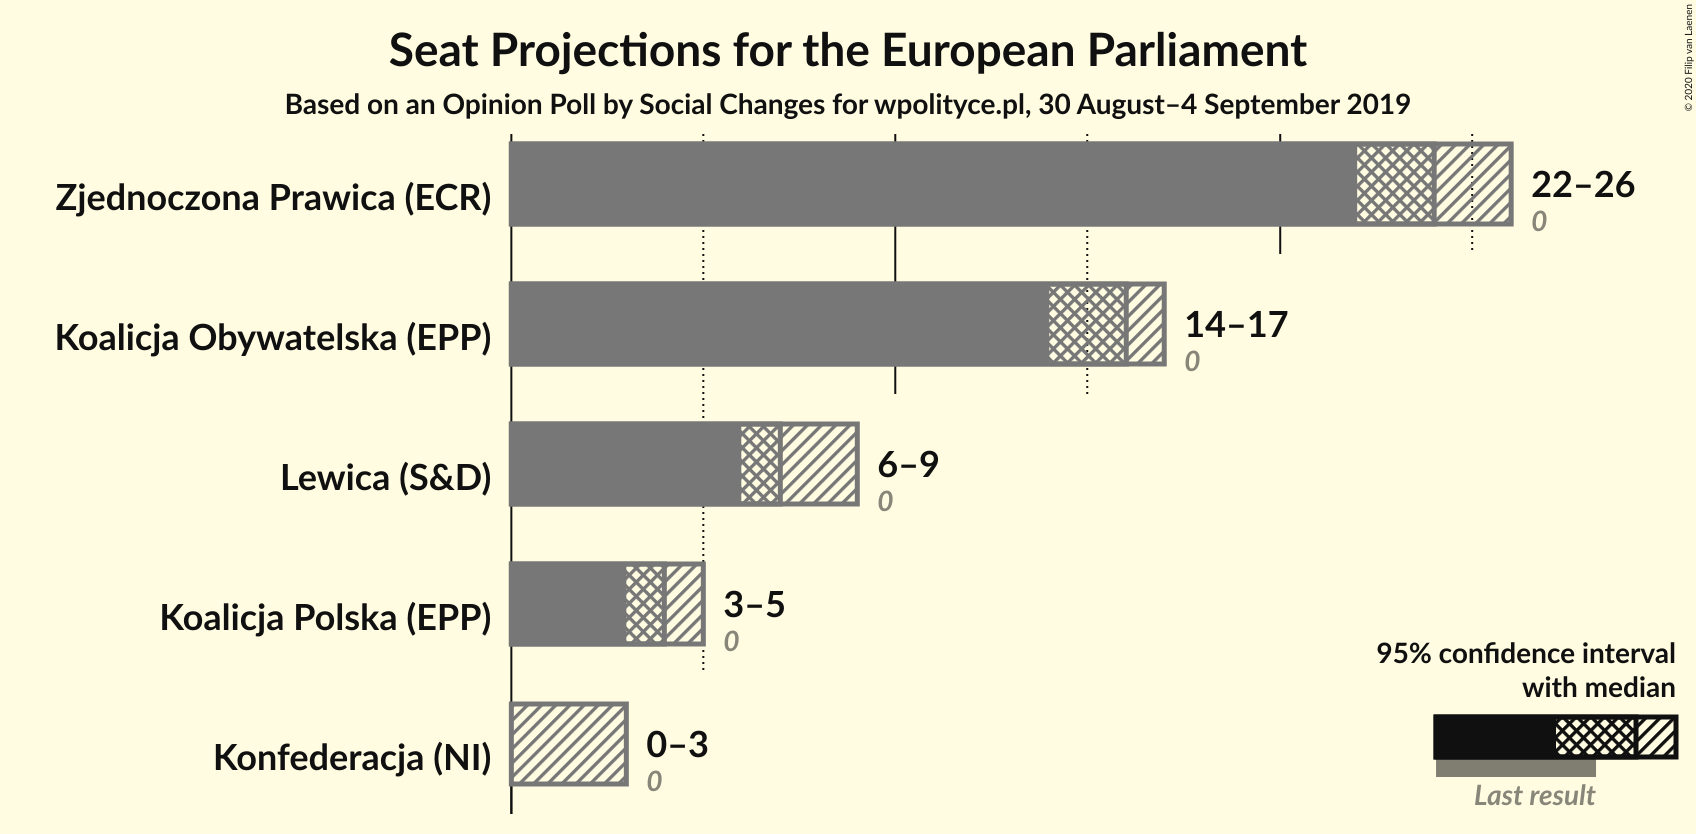 Seat Projections for the European Parliament
Based on an Opinion Poll by Social Changes for wpolityce.pl, 30 August–4 September 2019
© 2020 Filip van Laenen
Zjednoczona Prawica (ECR)
22–26
0
Koalicja Obywatelska (EPP)
14–17
0
Lewica (S&D)
6–9
0
Koalicja Polska (EPP)
3–5
0
Konfederacja (NI)
0–3
0
95% confidence interval
with median
Last result